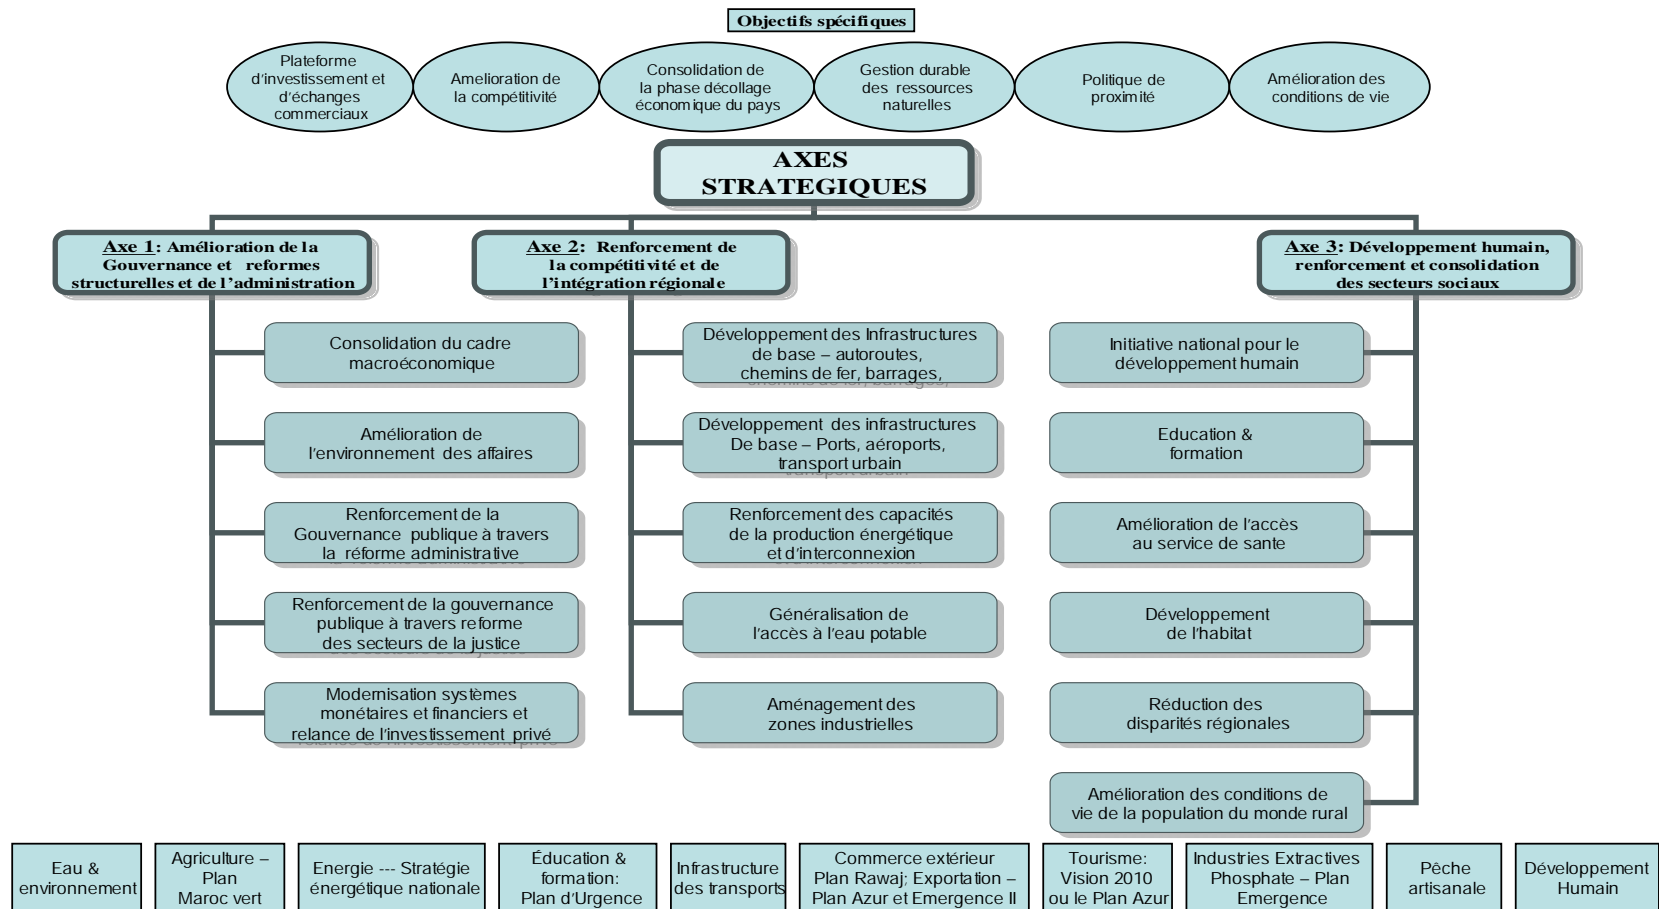 Objectifs spécifiques
Plateforme
d'investissement et
d'échanges
commerciaux
Amelioration de
la compétitivité
Consolidation de
la phase décollage
économique du pays
Gestion durable
des ressources
naturelles
Politique de
proximité
Amélioration des
conditions de vie
AXES
STRATEGIQUES
Axe 1: Amélioration de la
Gouvernance et reformes
structurelles et de l'administration
Axe 2: Renforcement de
la compétitivité et de
l'intégration régionale
Axe 3: Développement humain,
renforcement et consolidation
des secteurs sociaux
Consolidation du cadre
macroéconomique
Amélioration de
l'environnement des affaires
Renforcement de la
Gouvernance publique à travers
la réforme administrative
Renforcement de la gouvernance
publique à travers reforme
des secteurs de la justice
Modernisation systèmes
monétaires et financiers et
relance de l'investissement privé
Développement des Infrastructures
de base – autoroutes,
chemins de fer, barrages,
Développement des infrastructures
De base – Ports, aéroports,
transport urbain
Renforcement des capacités
de la production énergétique
et d'interconnexion
Généralisation de
l'accès à l'eau potable
Aménagement des
zones industrielles
Initiative national pour le
développement humain
Education &
formation
Amélioration de l'accès
au service de sante
Développement
de l'habitat
Réduction des
disparités régionales
Amélioration des conditions de
vie de la population du monde rural
Eau &
environnement
Agriculture –
Plan
Maroc vert
Energie --- Stratégie
énergétique nationale
Éducation &
formation:
Plan d'Urgence
Infrastructure
des transports
Commerce extérieur
Plan Rawaj; Exportation –
Plan Azur et Emergence II
Tourisme:
Vision 2010
ou le Plan Azur
Industries Extractives
Phosphate – Plan
Emergence
Pêche
artisanale
Développement
Humain